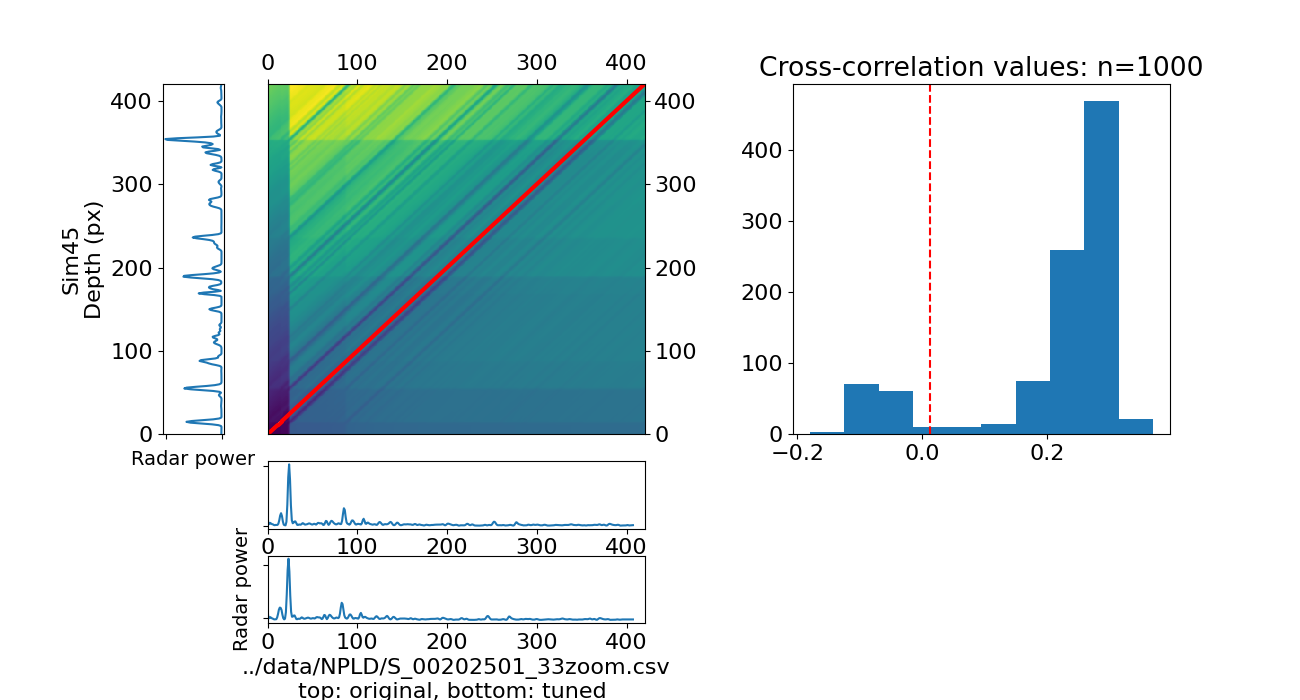 0 100 200 300 400
Cross-correlation values: n=1000
400
300
200
100
0
Sim45
Depth (px)
400
300
200
100
0
400
300
200
100
0
−0.2 0.0 0.2
Radar power
0 100 200 300 400
Radar power
0 100 200 300 400
../data/NPLD/S_00202501_33zoom.csv
top: original, bottom: tuned